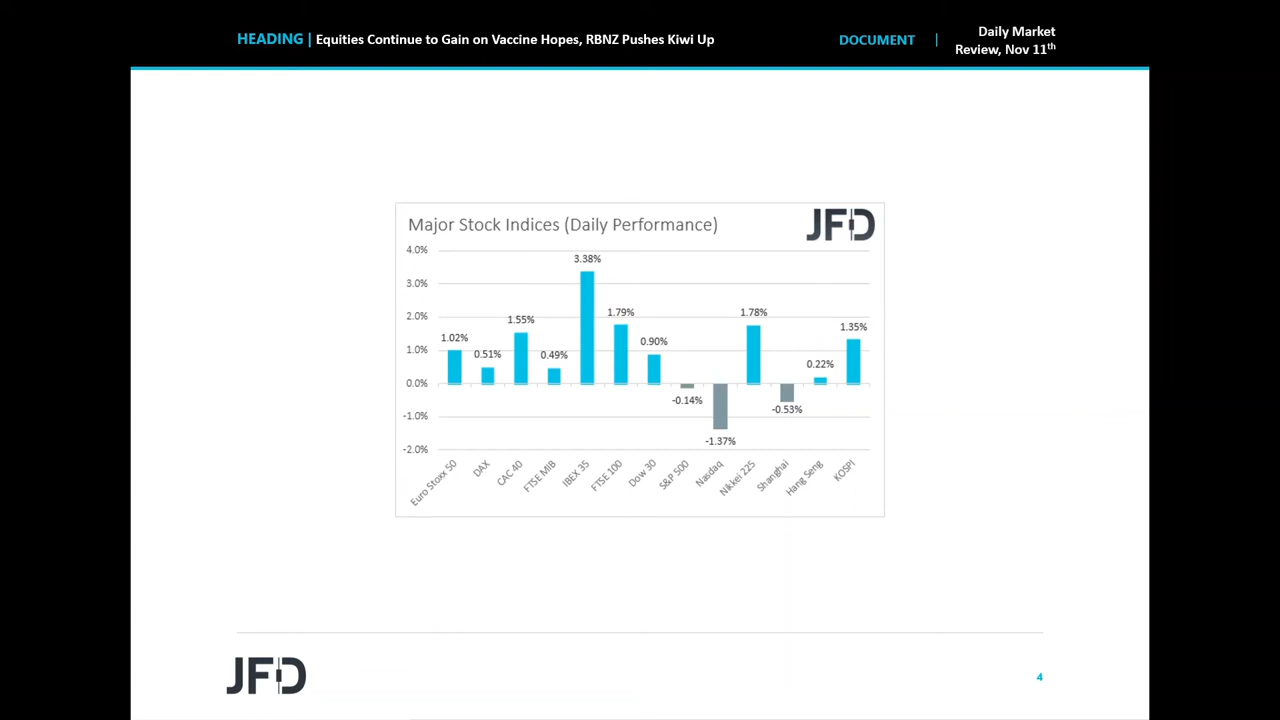 HEADING | Equities Continue to Gain on Vaccine Hopes, RBNZ Pushes Kiwi Up
DOCUMENT |
Daily Market
Review, Nov 11th
Major Stock Indices (Daily Performance)
JFD
4.0%
3.0%
2.0%
1.0%
0.0%
-1.0%
-2.0%
1.02%
0.51%
1.55%
0.49%
3.38%
1.79%
0.90%
-0.14%
-1.37%
1.78%
-0.53%
0.22%
1.35%
Euro Stoxx 50
DAX
CAC 40
FTSE MIB
IBEX 35
FTSE 100
Dow 30
S&P 500
Nasdaq
Nikkei 225
Shanghai
Hang Seng
KOSPI
JFD
4